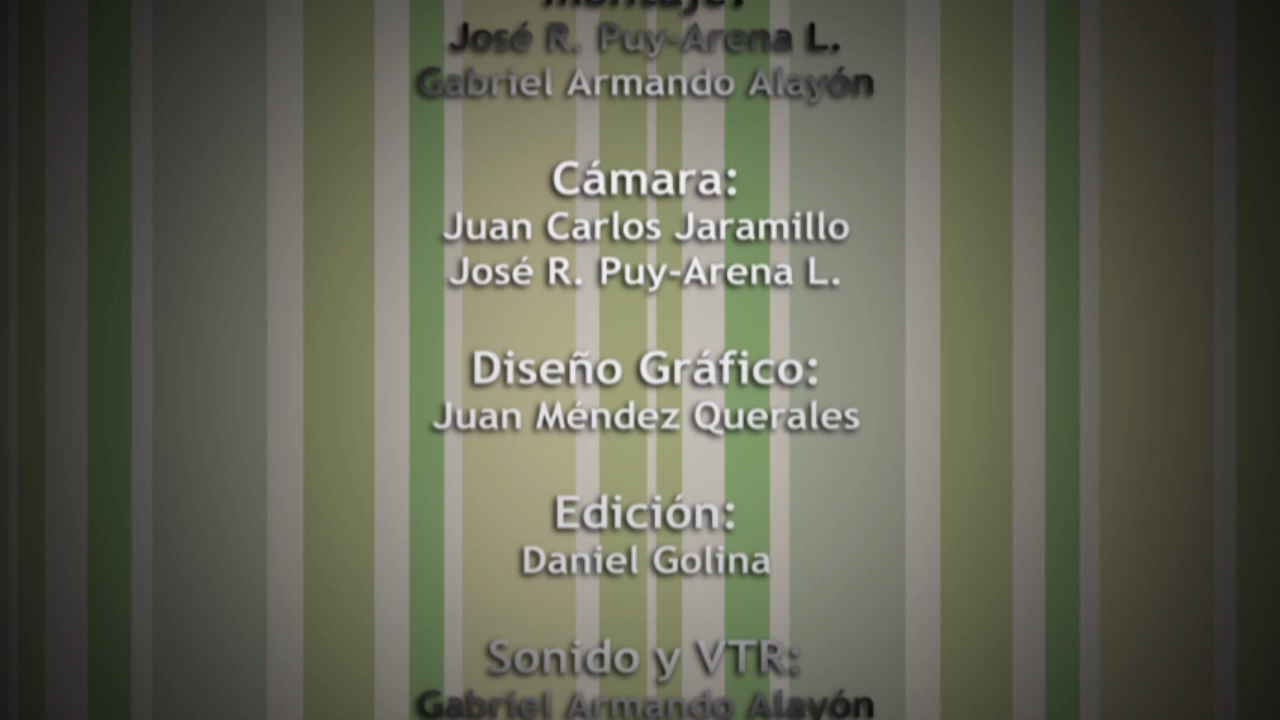 montaje:
José R. Puy-Arena L.
Gabriel Armando Alayón
Cámara:
Juan Carlos Jaramillo
José R. Puy-Arena L.
Diseño Gráfico:
Juan Méndez Querales
Edición:
Daniel Golina
Sonido y VTR:
Gabriel Armando Alayón